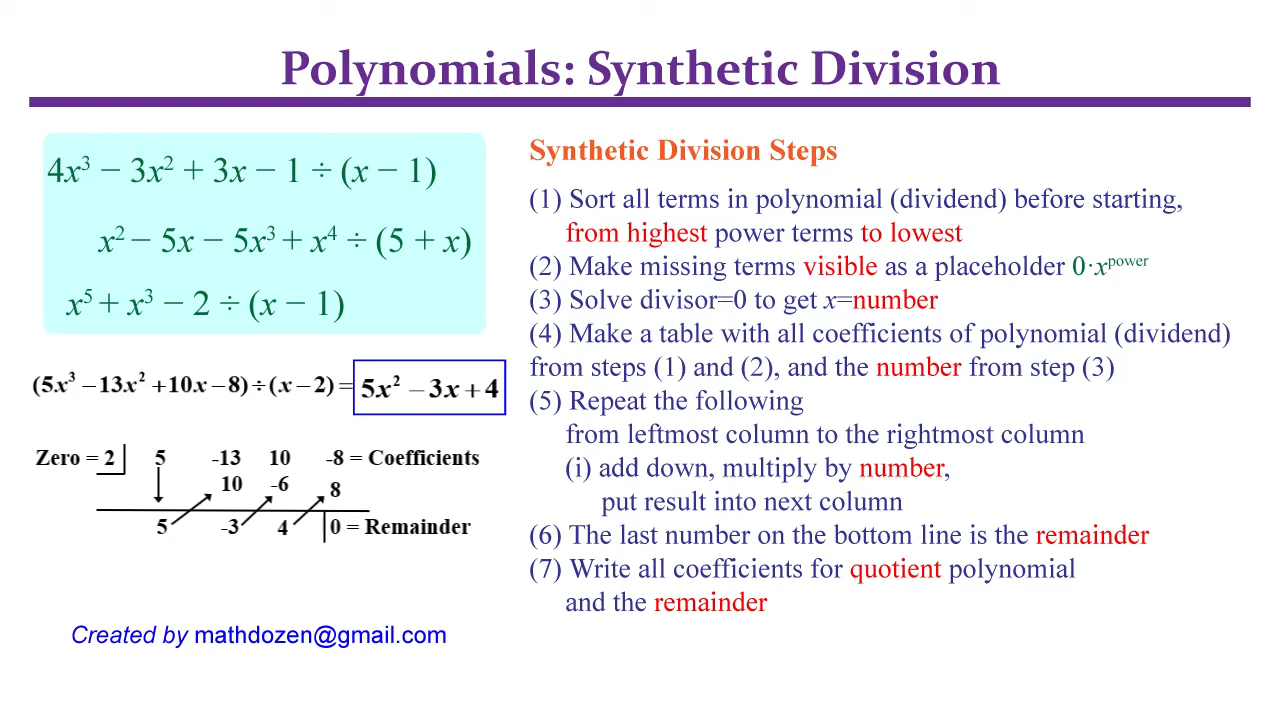 Polynomials: Synthetic Division
4x³ − 3x² + 3x − 1 ÷ (x − 1)
x² − 5x − 5x³ + x⁴ ÷ (5 + x)
x⁵ + x³ − 2 ÷ (x − 1)
(5x³ −13x² +10x −8) ÷ (x −2) = 5x² −3x +4
Zero = 2 5 -13 10 -8 = Coefficients
10 -6 8
5 -3 4 0 = Remainder
Created by mathdozen@gmail.com
Synthetic Division Steps
(1) Sort all terms in polynomial (dividend) before starting,
from highest power terms to lowest
(2) Make missing terms visible as a placeholder 0·x^power
(3) Solve divisor=0 to get x=number
(4) Make a table with all coefficients of polynomial (dividend)
from steps (1) and (2), and the number from step (3)
(5) Repeat the following
from leftmost column to the rightmost column
(i) add down, multiply by number,
put result into next column
(6) The last number on the bottom line is the remainder
(7) Write all coefficients for quotient polynomial
and the remainder